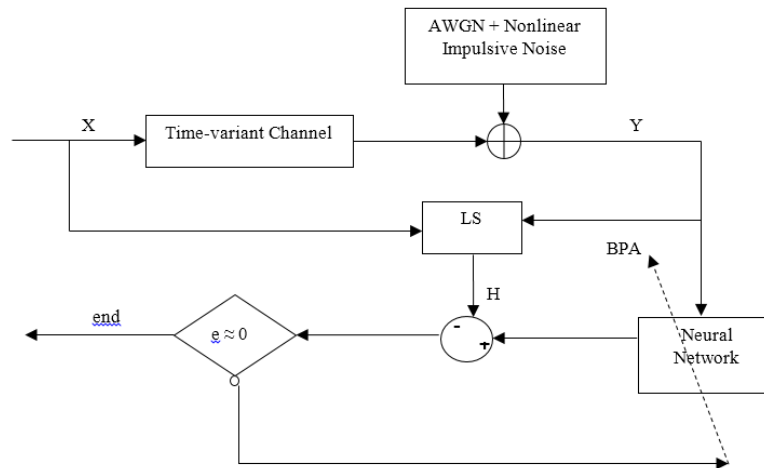 AWGN + Nonlinear
Impulsive Noise
X
Time-variant Channel
Y
LS
BPA
H
end
e ≈ 0
-
+
Neural
Network